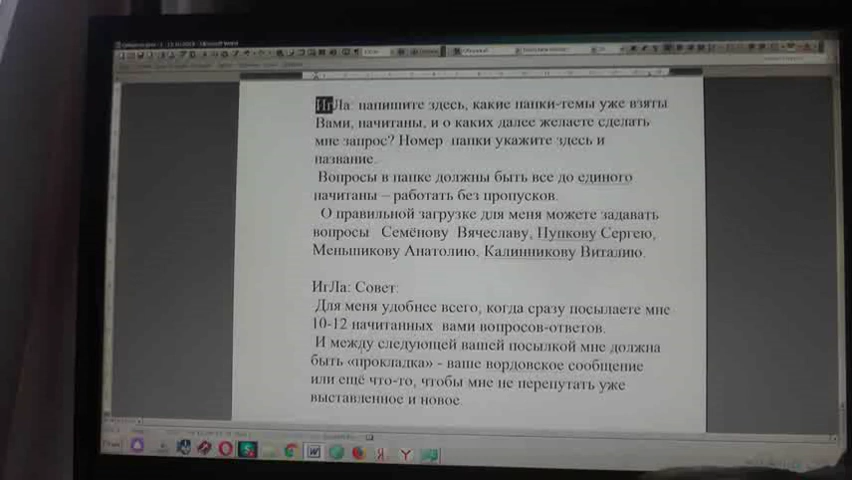 ИгЛа: напишите здесь, какие папки-темы уже взяты
Вами, начитаны, и о каких далее желаете сделать
мне запрос? Номер папки укажите здесь и
название.
Вопросы в папке должны быть все до единого
начитаны – работать без пропусков.
О правильной загрузке для меня можете задавать
вопросы Семёнову Вячеславу, Пупкову Сергею,
Меньшикову Анатолию, Калинникову Виталию.
ИгЛа: Совет:
Для меня удобнее всего, когда сразу посылаете мне
10-12 начитанных вами вопросов-ответов.
И между следующей вашей посылкой мне должна
быть «прокладка» - ваше вордовское сообщение
или ещё что-то, чтобы мне не перепутать уже
выставленное и новое